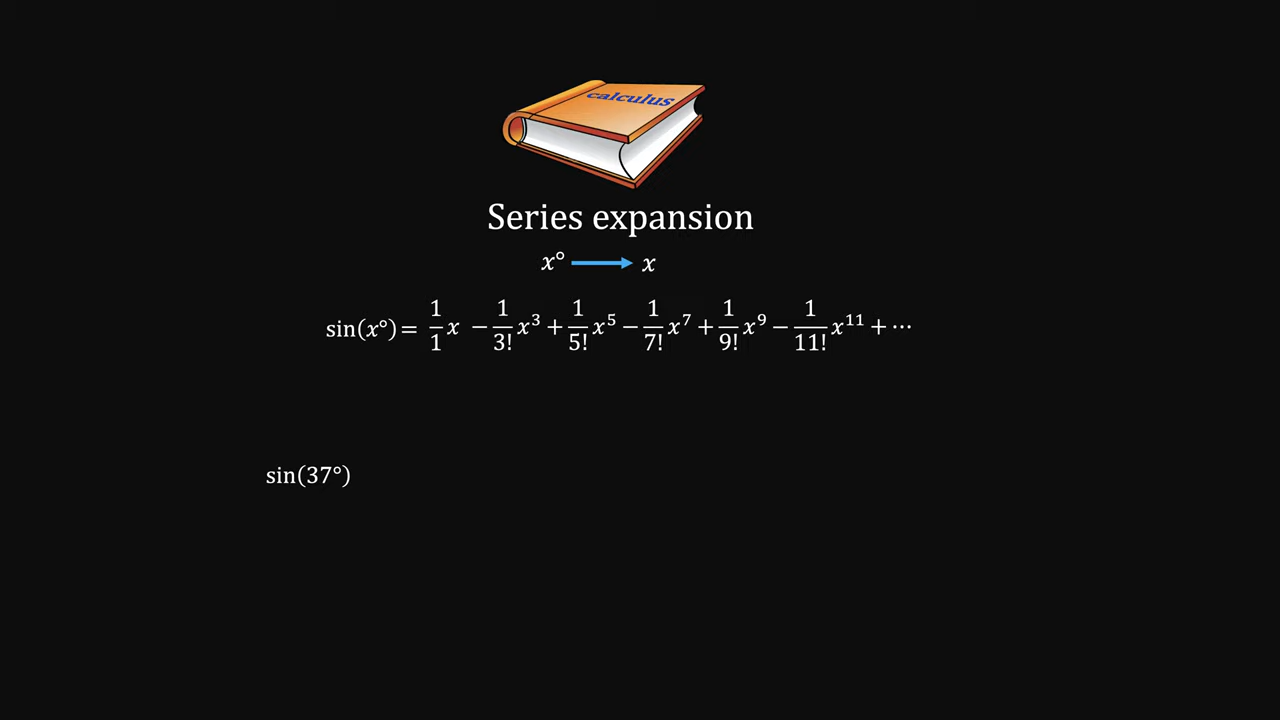 calculus
Series expansion
x° → x
sin(x°) = 1/1 x − 1/3! x³ + 1/5! x⁵ − 1/7! x⁷ + 1/9! x⁹ − 1/11! x¹¹ + ⋯
sin(37°)